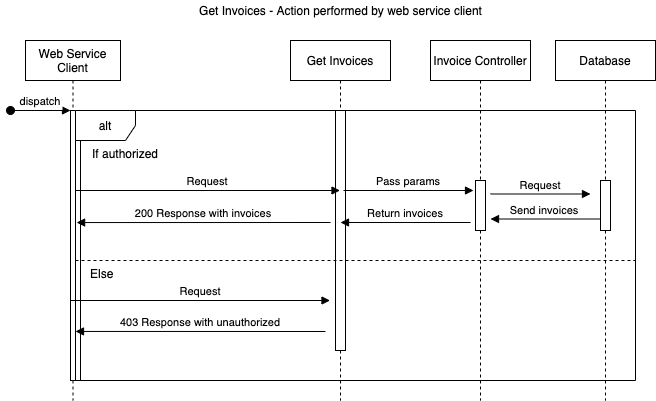 Get Invoices - Action performed by web service client
Web Service
Client
Get Invoices
Invoice Controller
Database
dispatch
alt
If authorized
Request
Pass params
Request
200 Response with invoices
Return invoices
Send invoices
Else
Request
403 Response with unauthorized